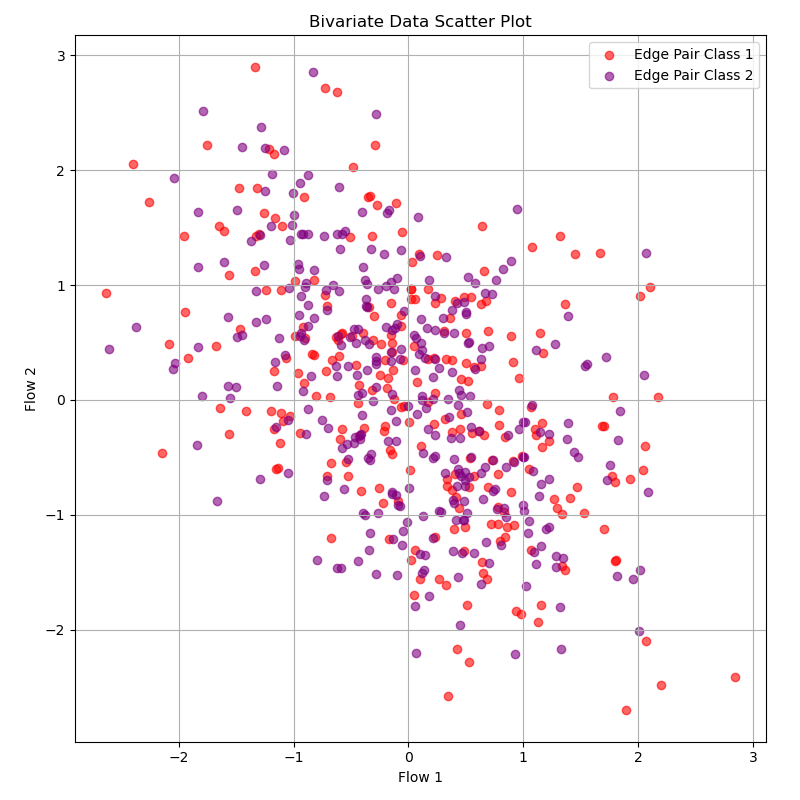 Bivariate Data Scatter Plot
Edge Pair Class 1
Edge Pair Class 2
3
2
1
0
−1
−2
Flow 2
−2 −1 0 1 2 3
Flow 1